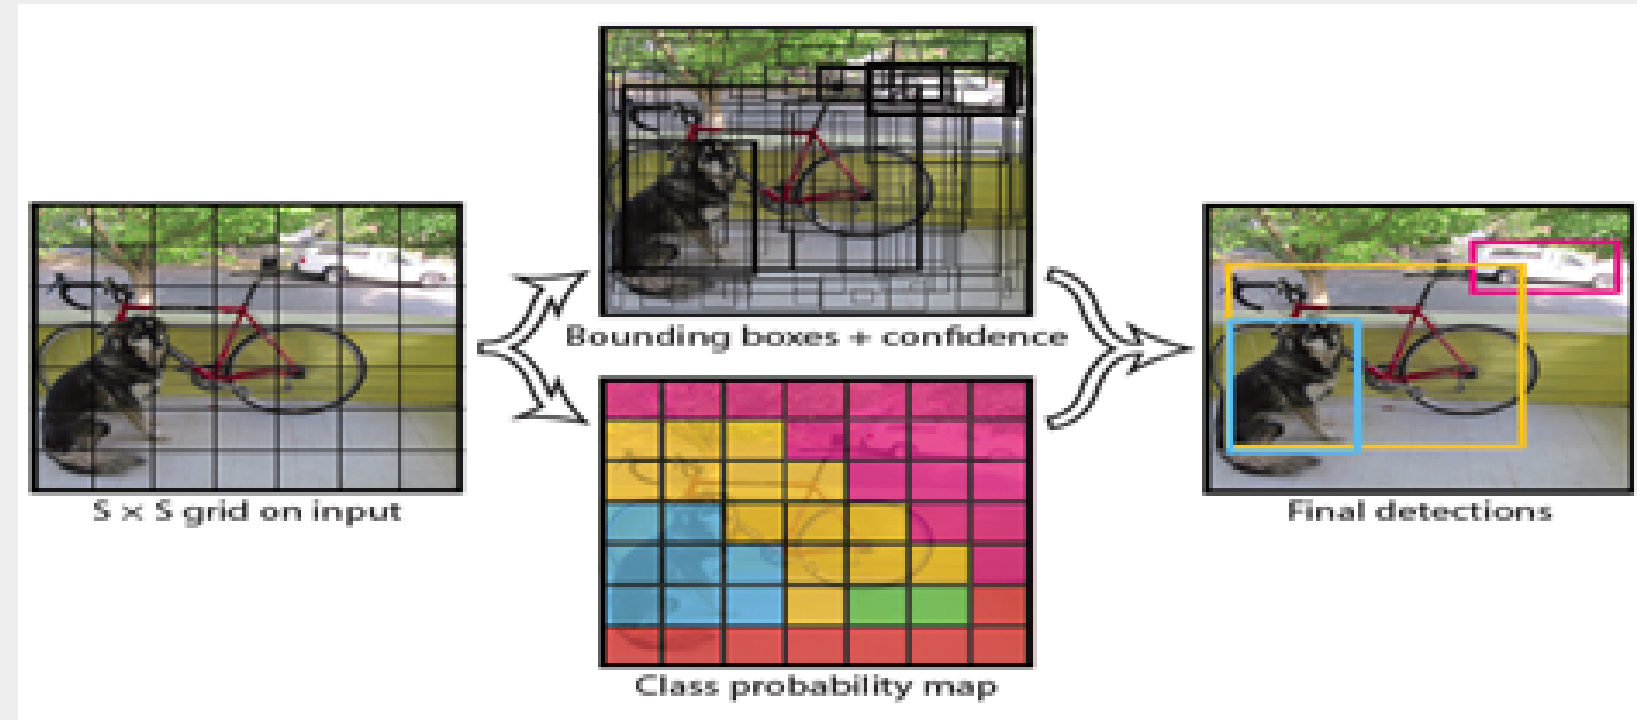 S × S grid on input
Bounding boxes + confidence
Class probability map
Final detections